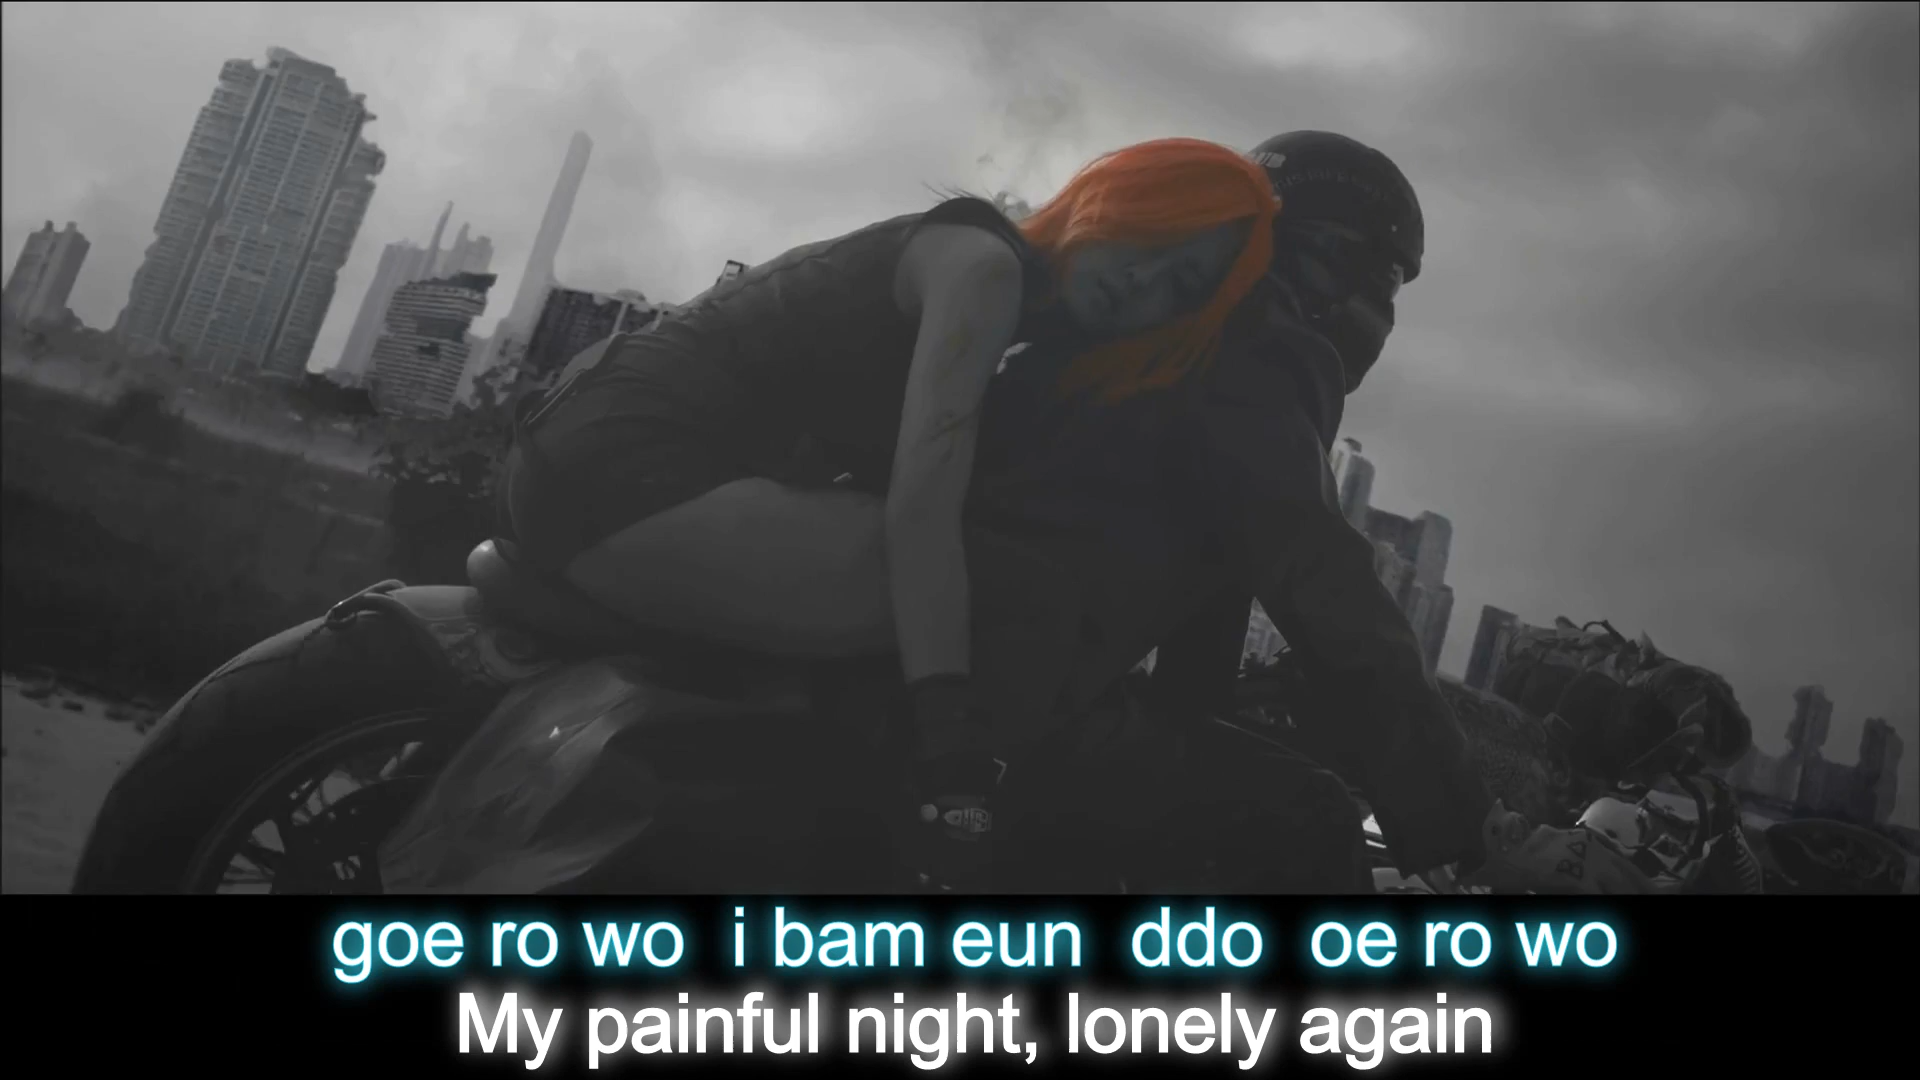 goe ro wo i bam eun ddo oe ro wo
My painful night, lonely again